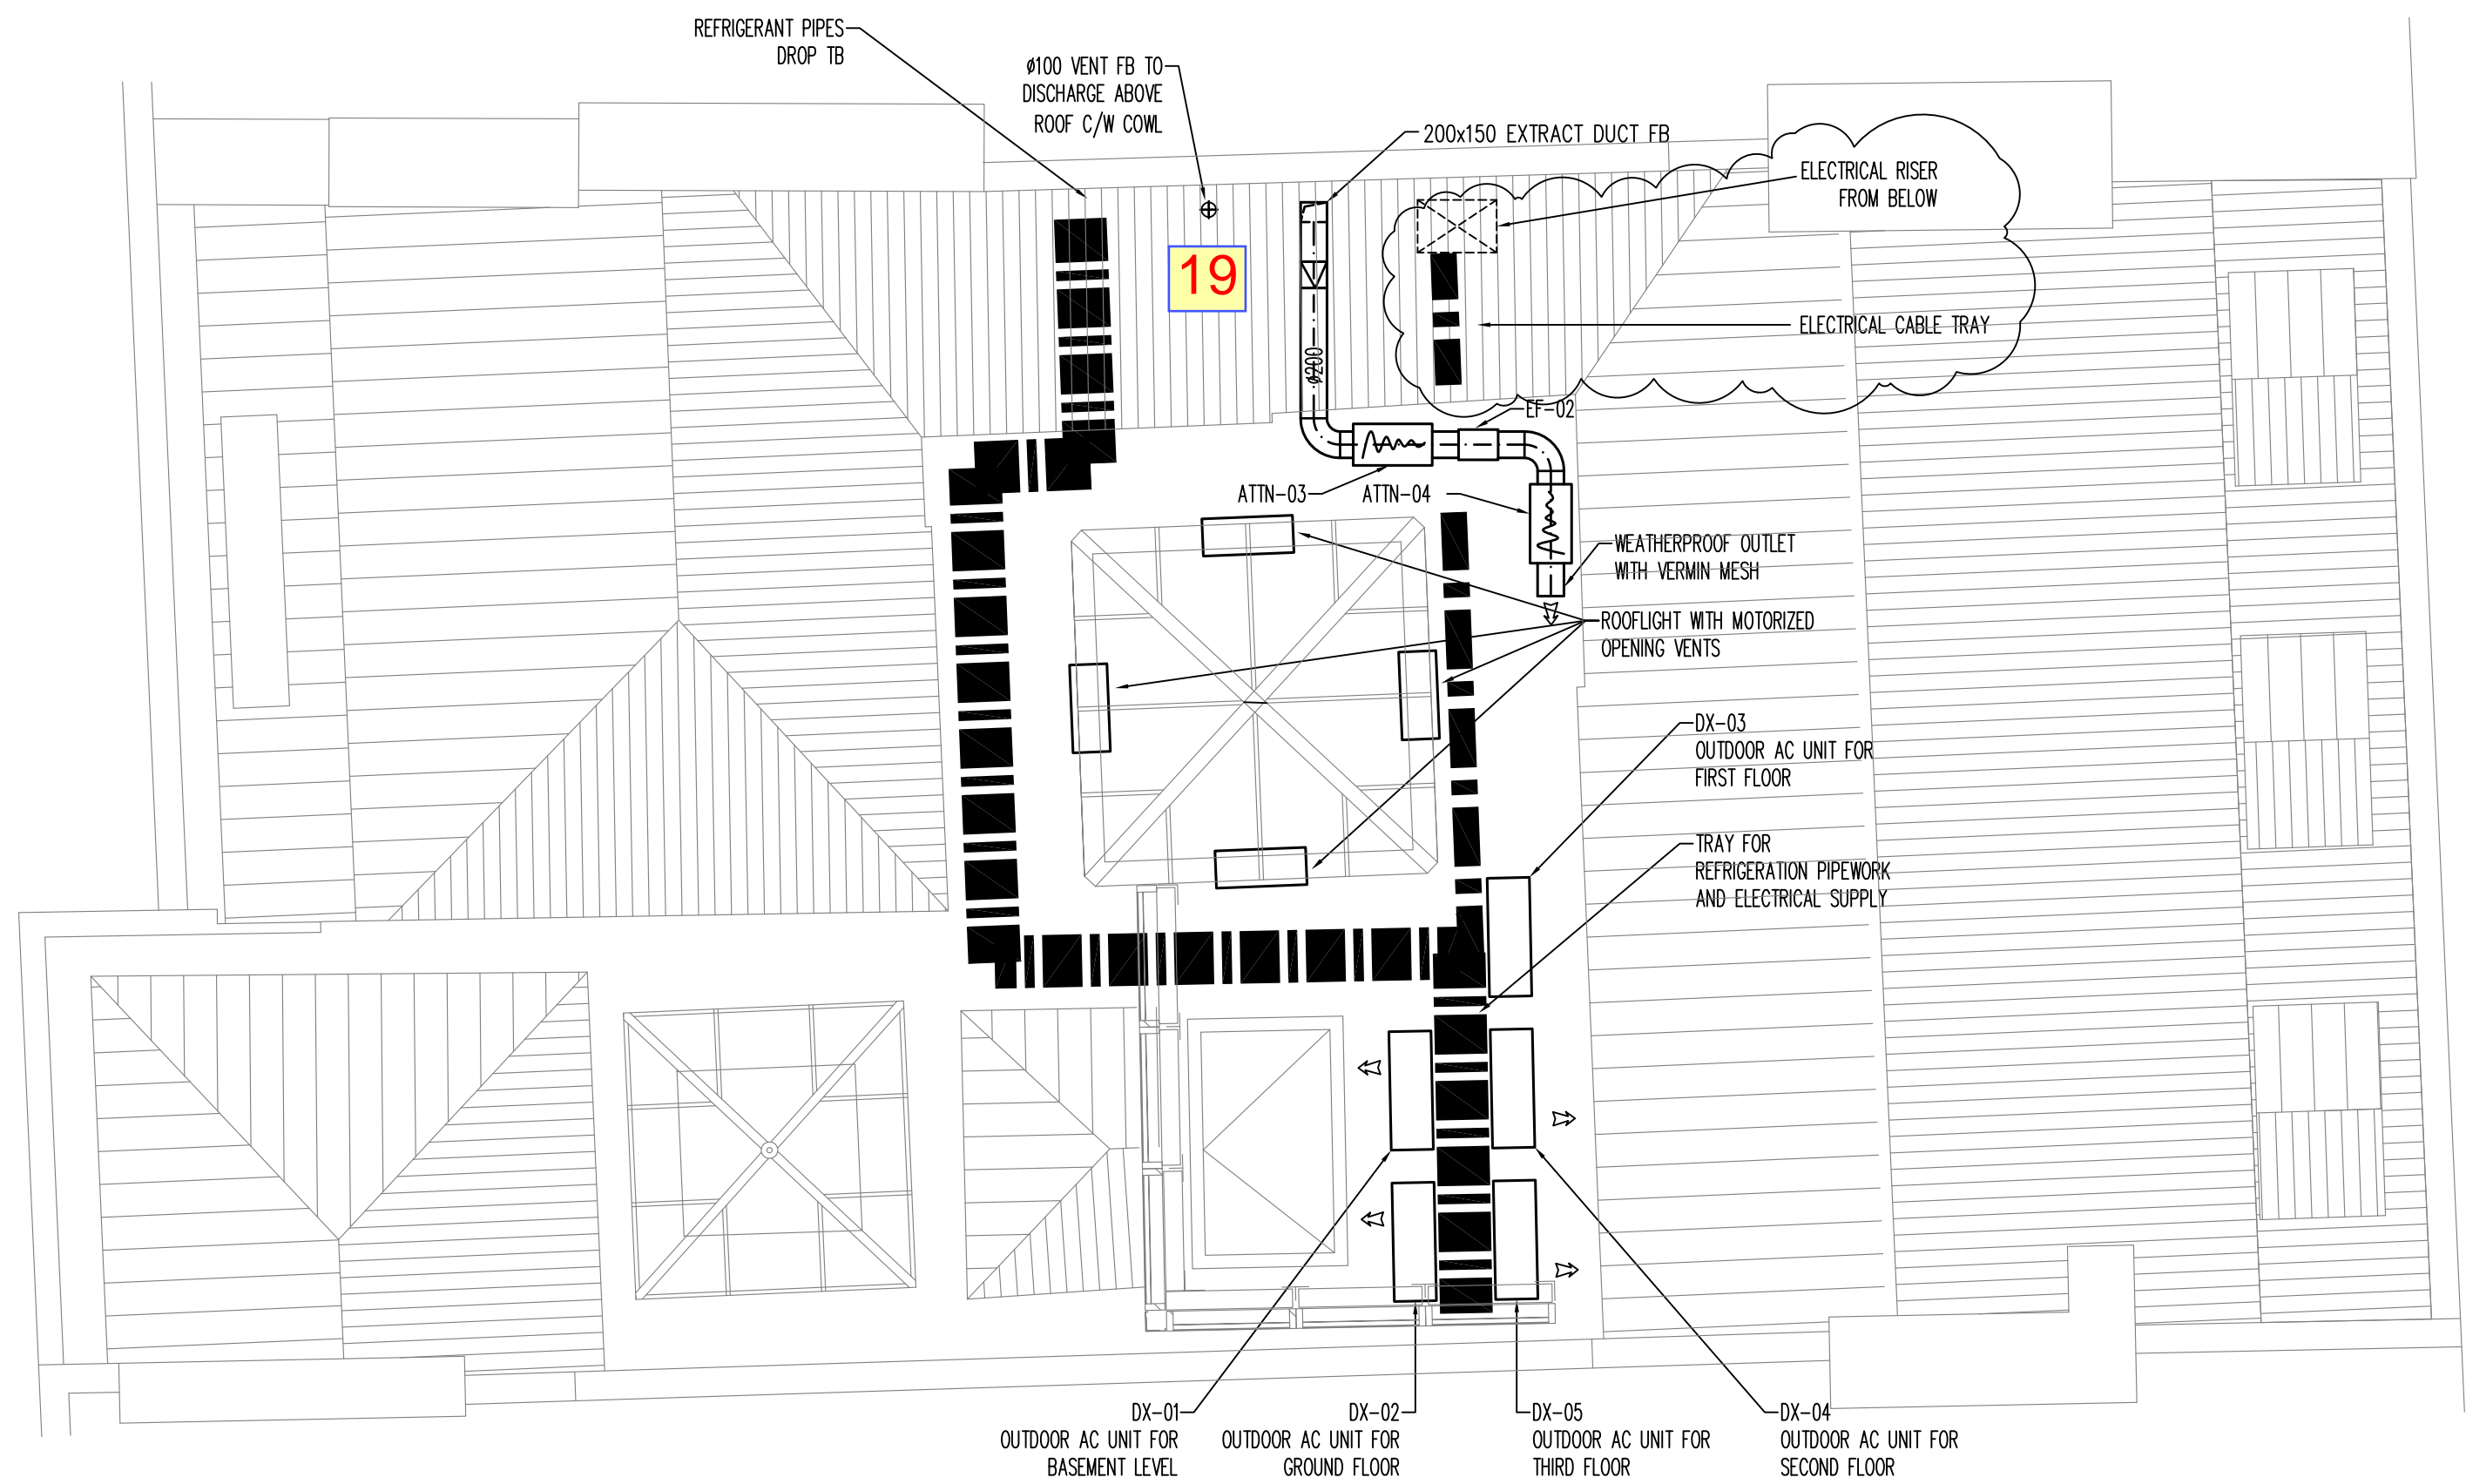 REFRIGERANT PIPES
DROP TB
ø100 VENT FB TO
DISCHARGE ABOVE
ROOF C/W COWL
200x150 EXTRACT DUCT FB
ELECTRICAL RISER
FROM BELOW
19
ELECTRICAL CABLE TRAY
ø200
EF-02
ATTN-03
ATTN-04
WEATHERPROOF OUTLET
WITH VERMIN MESH
ROOFLIGHT WITH MOTORIZED
OPENING VENTS
DX-03
OUTDOOR AC UNIT FOR
FIRST FLOOR
TRAY FOR
REFRIGERATION PIPEWORK
AND ELECTRICAL SUPPLY
DX-01
OUTDOOR AC UNIT FOR
BASEMENT LEVEL
DX-02
OUTDOOR AC UNIT FOR
GROUND FLOOR
DX-05
OUTDOOR AC UNIT FOR
THIRD FLOOR
DX-04
OUTDOOR AC UNIT FOR
SECOND FLOOR